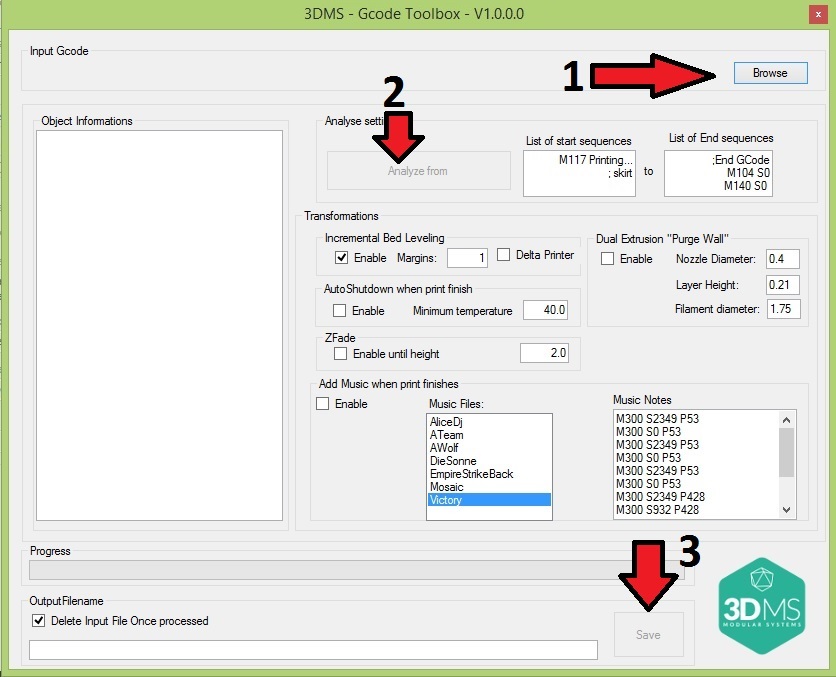 3DMS - Gcode Toolbox - V1.0.0.0
x
Input Gcode
1
Browse
2
Object Informations
Analyse setti
Analyze from
List of start sequences
M117 Printing...
; skirt
to
List of End sequences
;End GCode
M104 S0
M140 S0
Transformations
Incremental Bed Leveling
Enable Margins: 1 Delta Printer
AutoShutdown when print finish
Enable Minimum temperature 40.0
ZFade
Enable until height 2.0
Dual Extrusion "Purge Wall"
Enable Nozzle Diameter: 0.4
Layer Height: 0.21
Filament diameter: 1.75
Add Music when print finishes
Enable
Music Files:
AliceDj
ATeam
AWolf
DieSonne
EmpireStrikeBack
Mosaic
Victory
Music Notes
M300 S2349 P53
M300 S0 P53
M300 S2349 P53
M300 S0 P53
M300 S2349 P53
M300 S0 P53
M300 S2349 P428
M300 S932 P428
Progress
3
OutputFilename
Delete Input File Once processed
Save
3DMS
MODULAR SYSTEMS